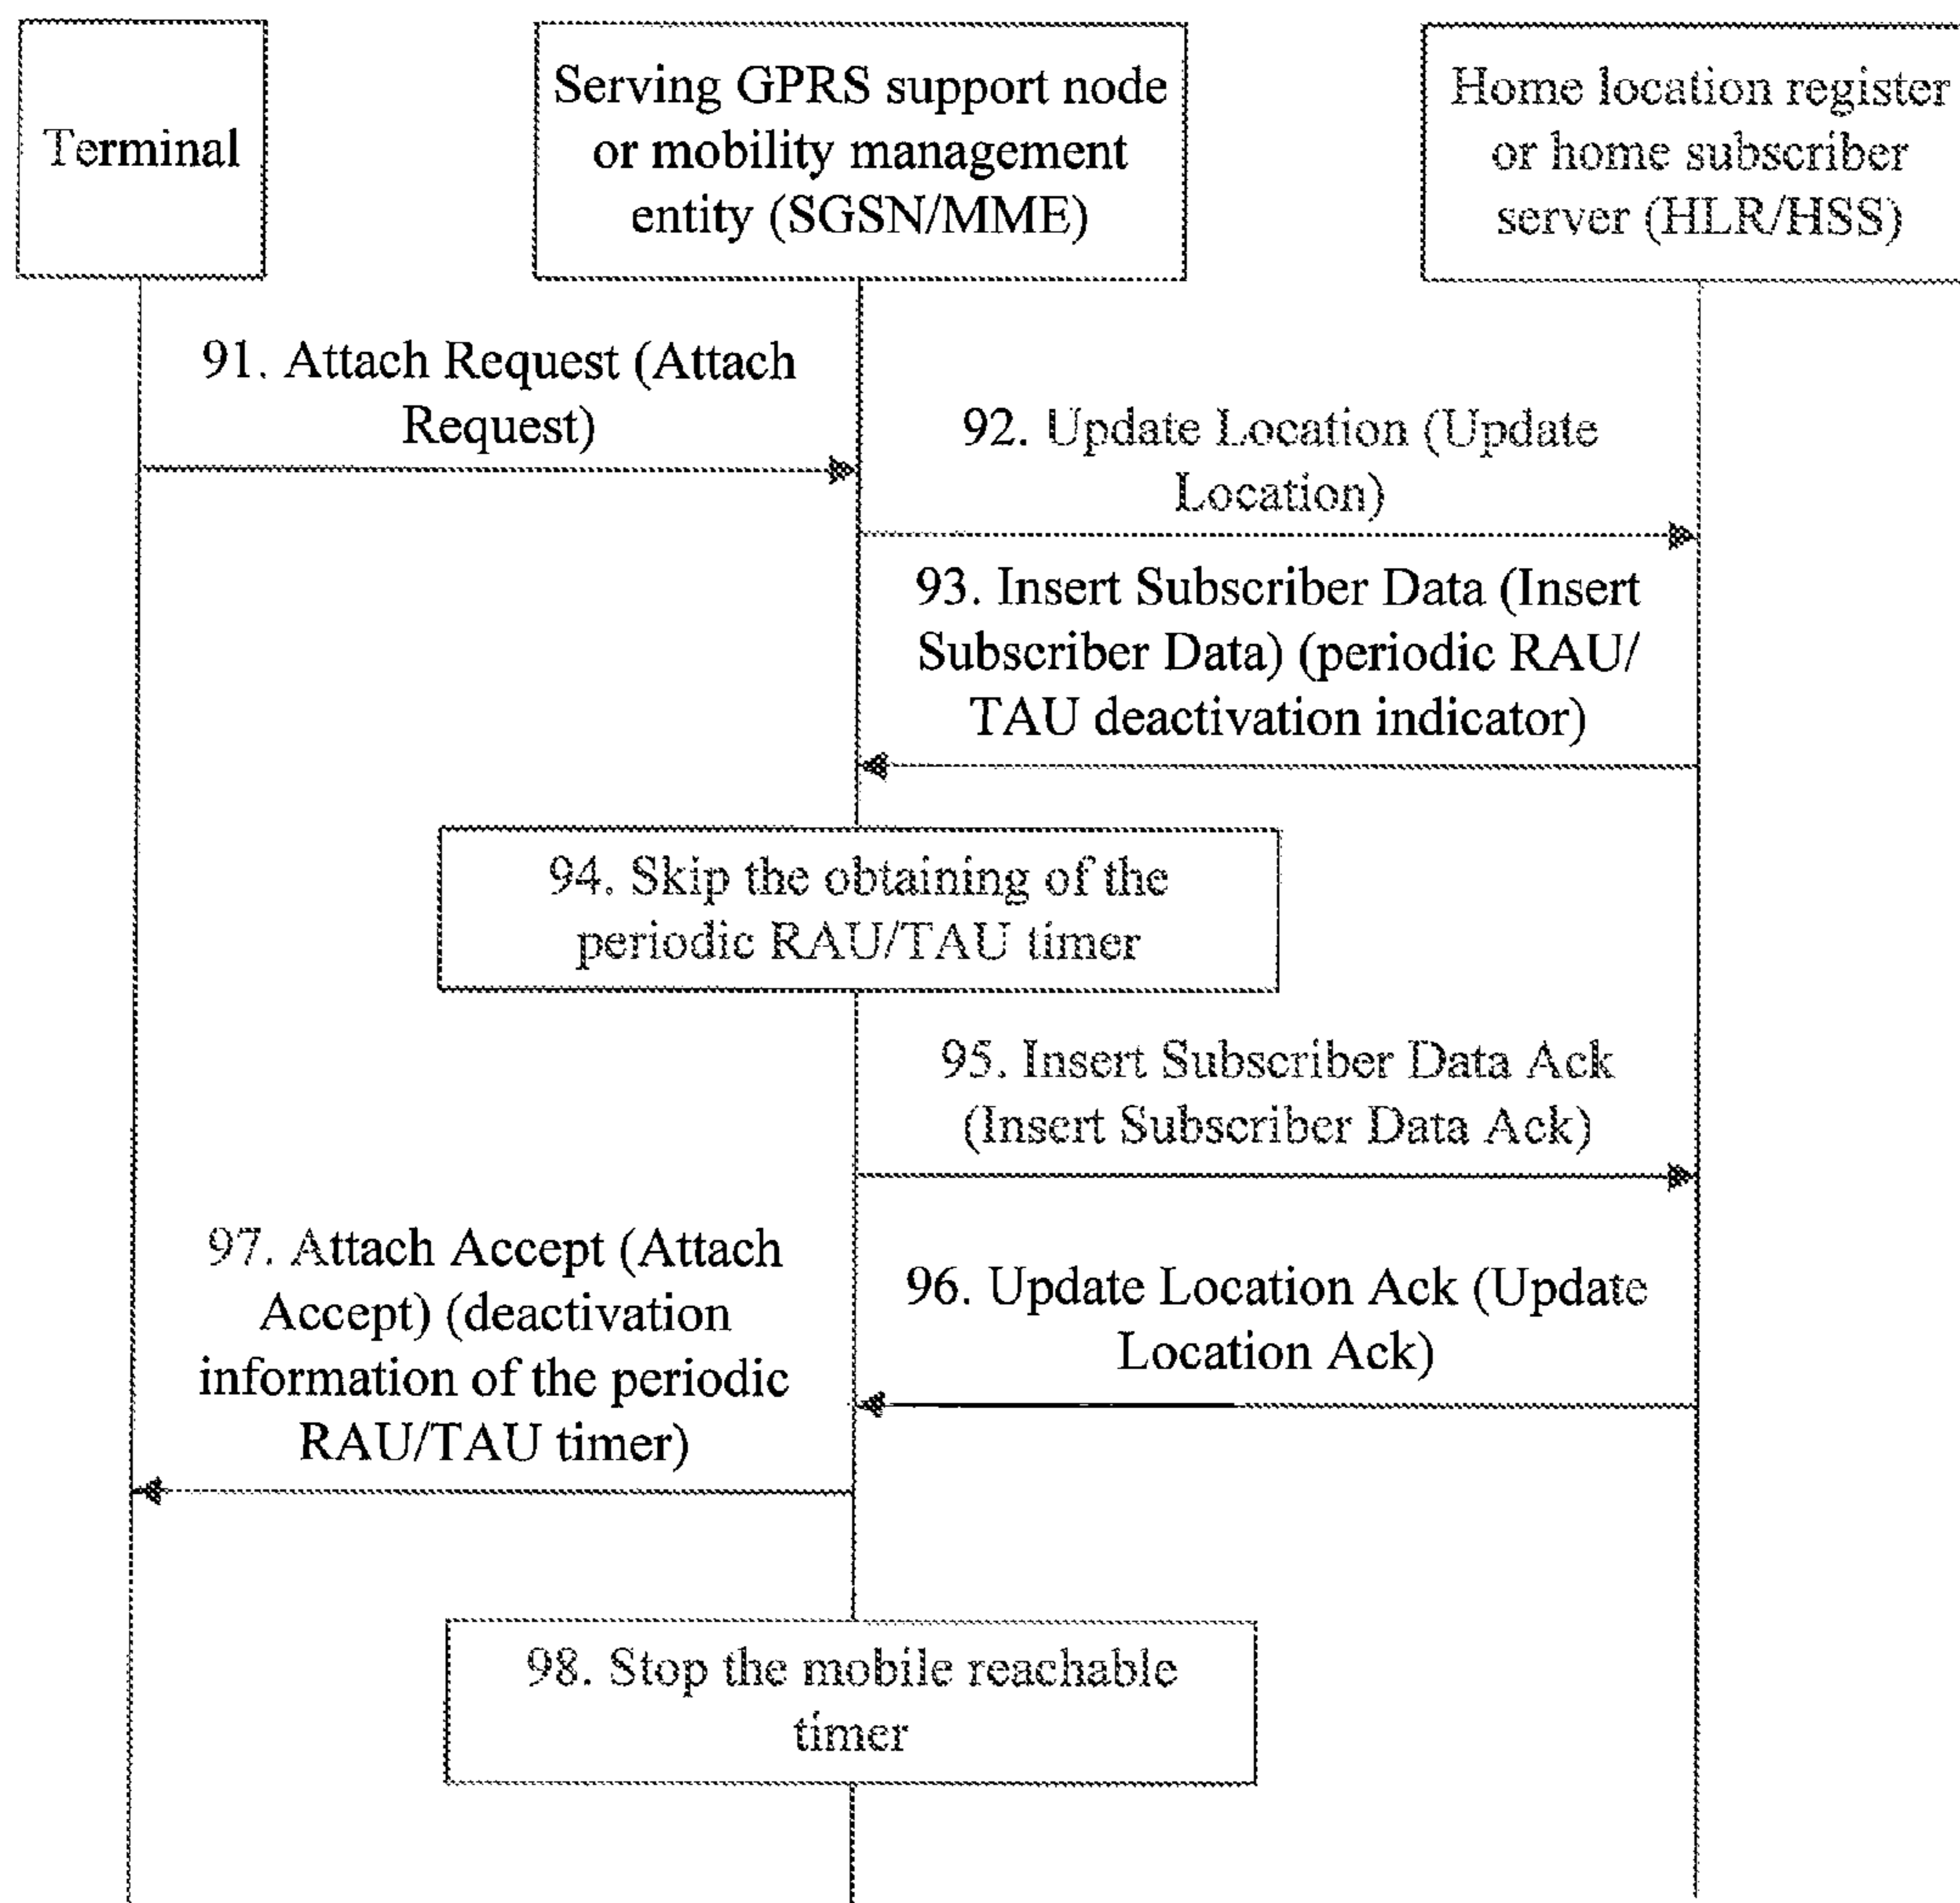 Terminal
Serving GPRS support node
or mobility management
entity (SGSN/MME)
Home location register
or home subscriber
server (HLR/HSS)
91. Attach Request (Attach
Request)
92. Update Location (Update
Location)
93. Insert Subscriber Data (Insert
Subscriber Data) (periodic RAU/
TAU deactivation indicator)
94. Skip the obtaining of the
periodic RAU/TAU timer
95. Insert Subscriber Data Ack
(Insert Subscriber Data Ack)
96. Update Location Ack (Update
Location Ack)
97. Attach Accept (Attach
Accept) (deactivation
information of the periodic
RAU/TAU timer)
98. Stop the mobile reachable
timer